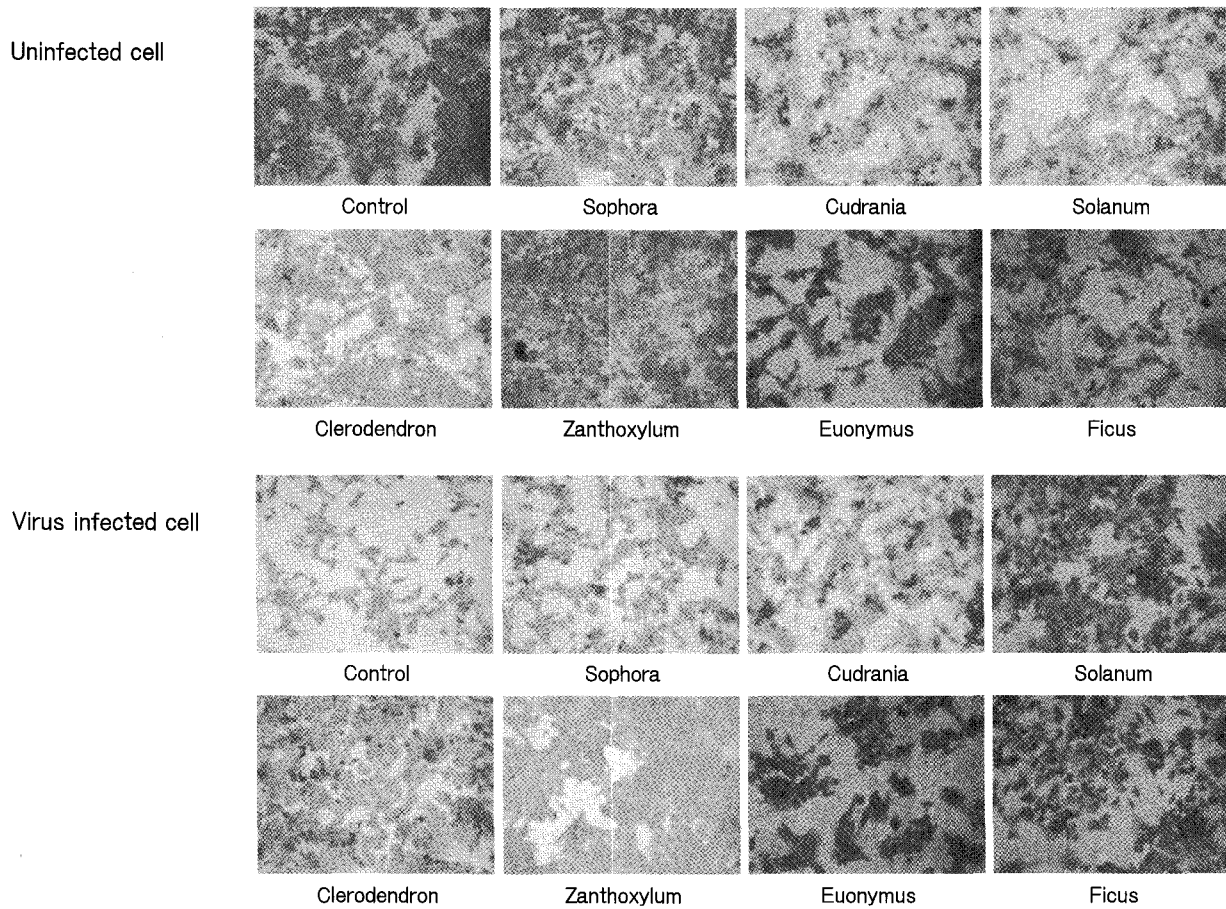 Uninfected cell
Control
Sophora
Cudrania
Solanum
Clerodendron
Zanthoxylum
Euonymus
Ficus
Virus infected cell
Control
Sophora
Cudrania
Solanum
Clerodendron
Zanthoxylum
Euonymus
Ficus